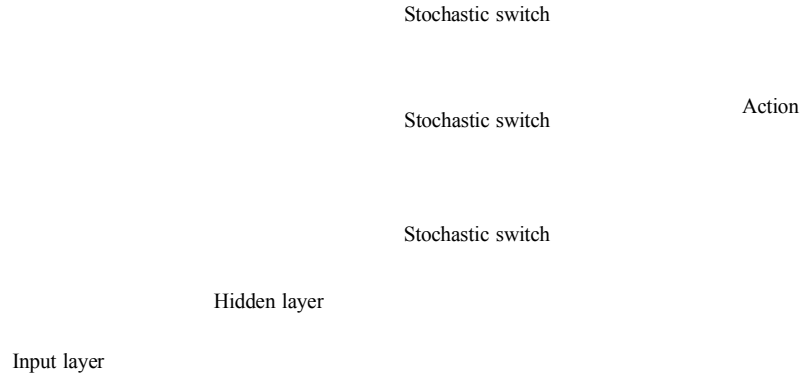 Stochastic switch
Action
Stochastic switch
Stochastic switch
Hidden layer
Input layer